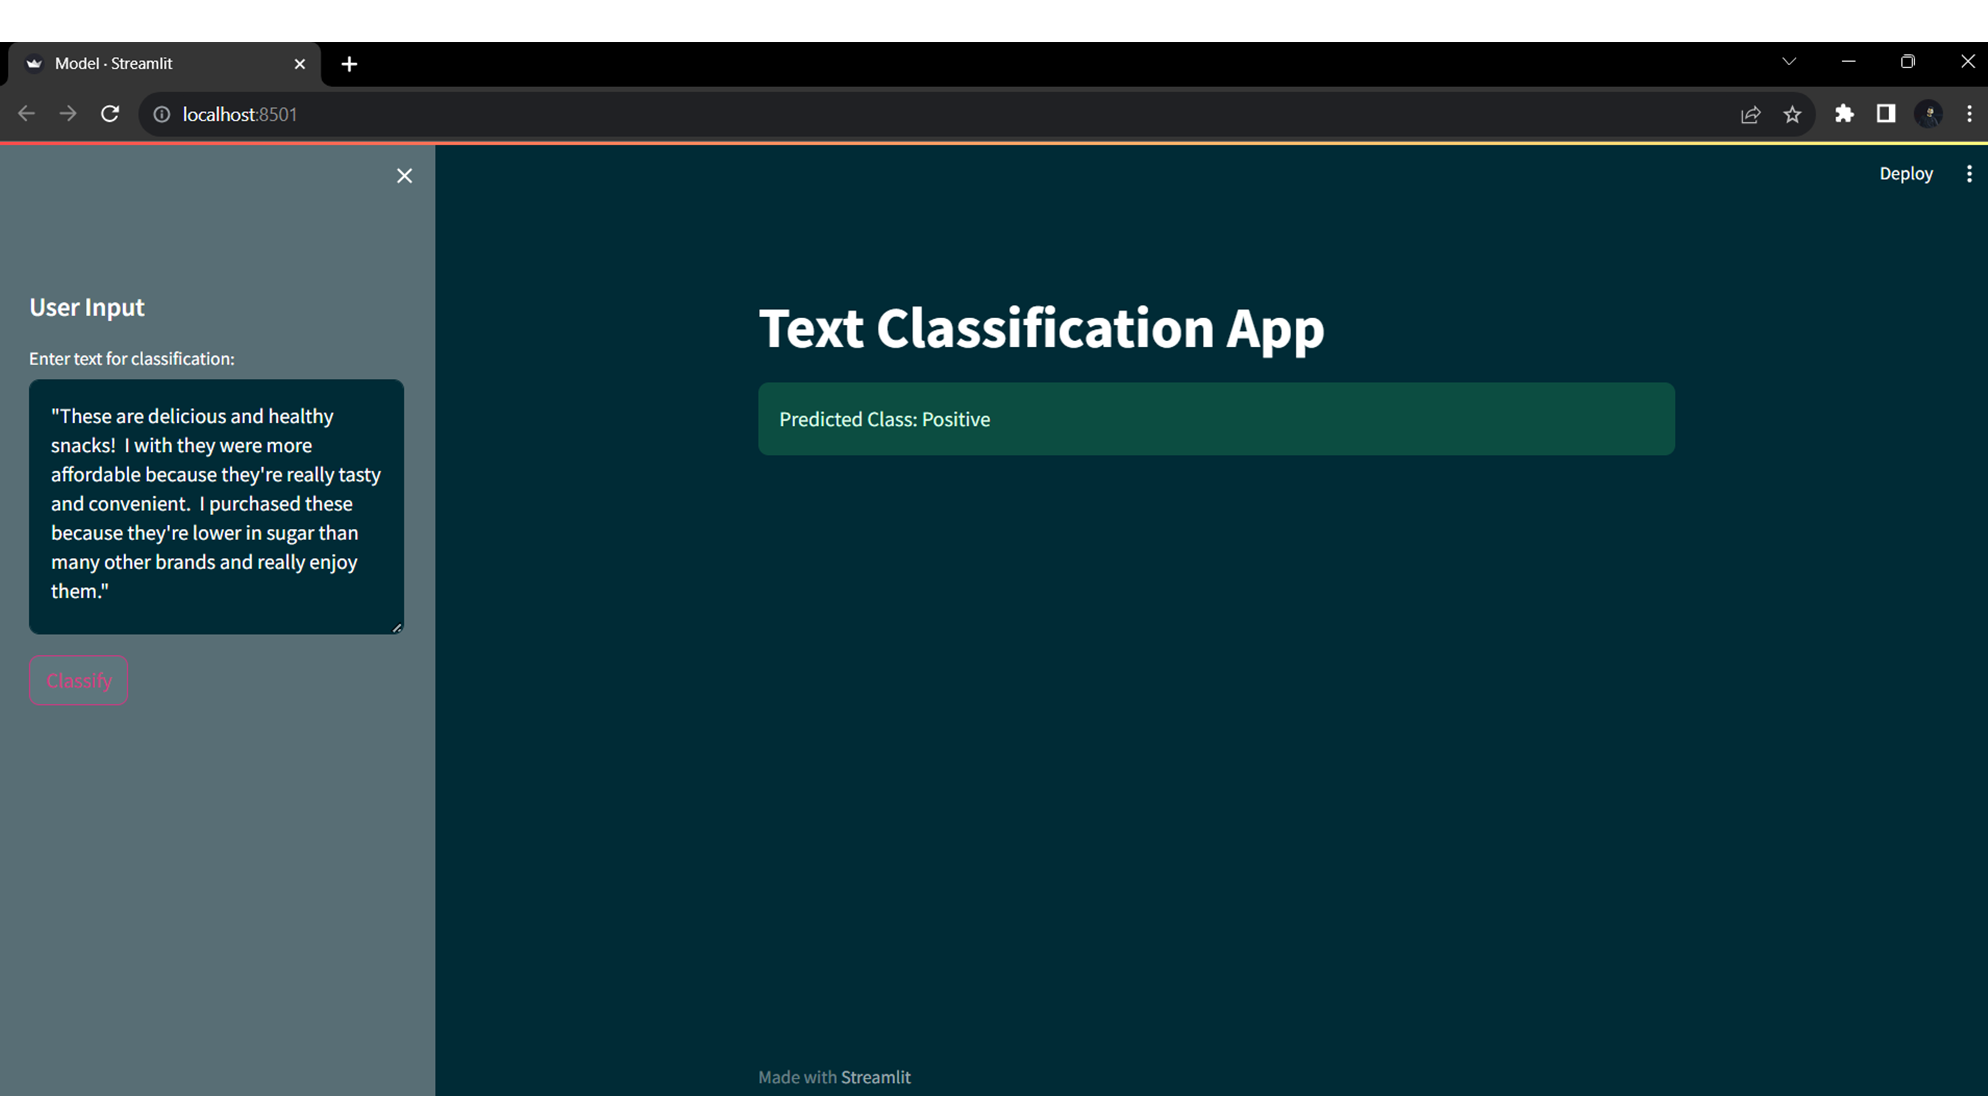 Model · Streamlit
localhost:8501
Deploy
User Input
Enter text for classification:
"These are delicious and healthy
snacks!  I with they were more
affordable because they're really tasty
and convenient.  I purchased these
because they're lower in sugar than
many other brands and really enjoy
them."
Classify
Text Classification App
Predicted Class: Positive
Made with Streamlit